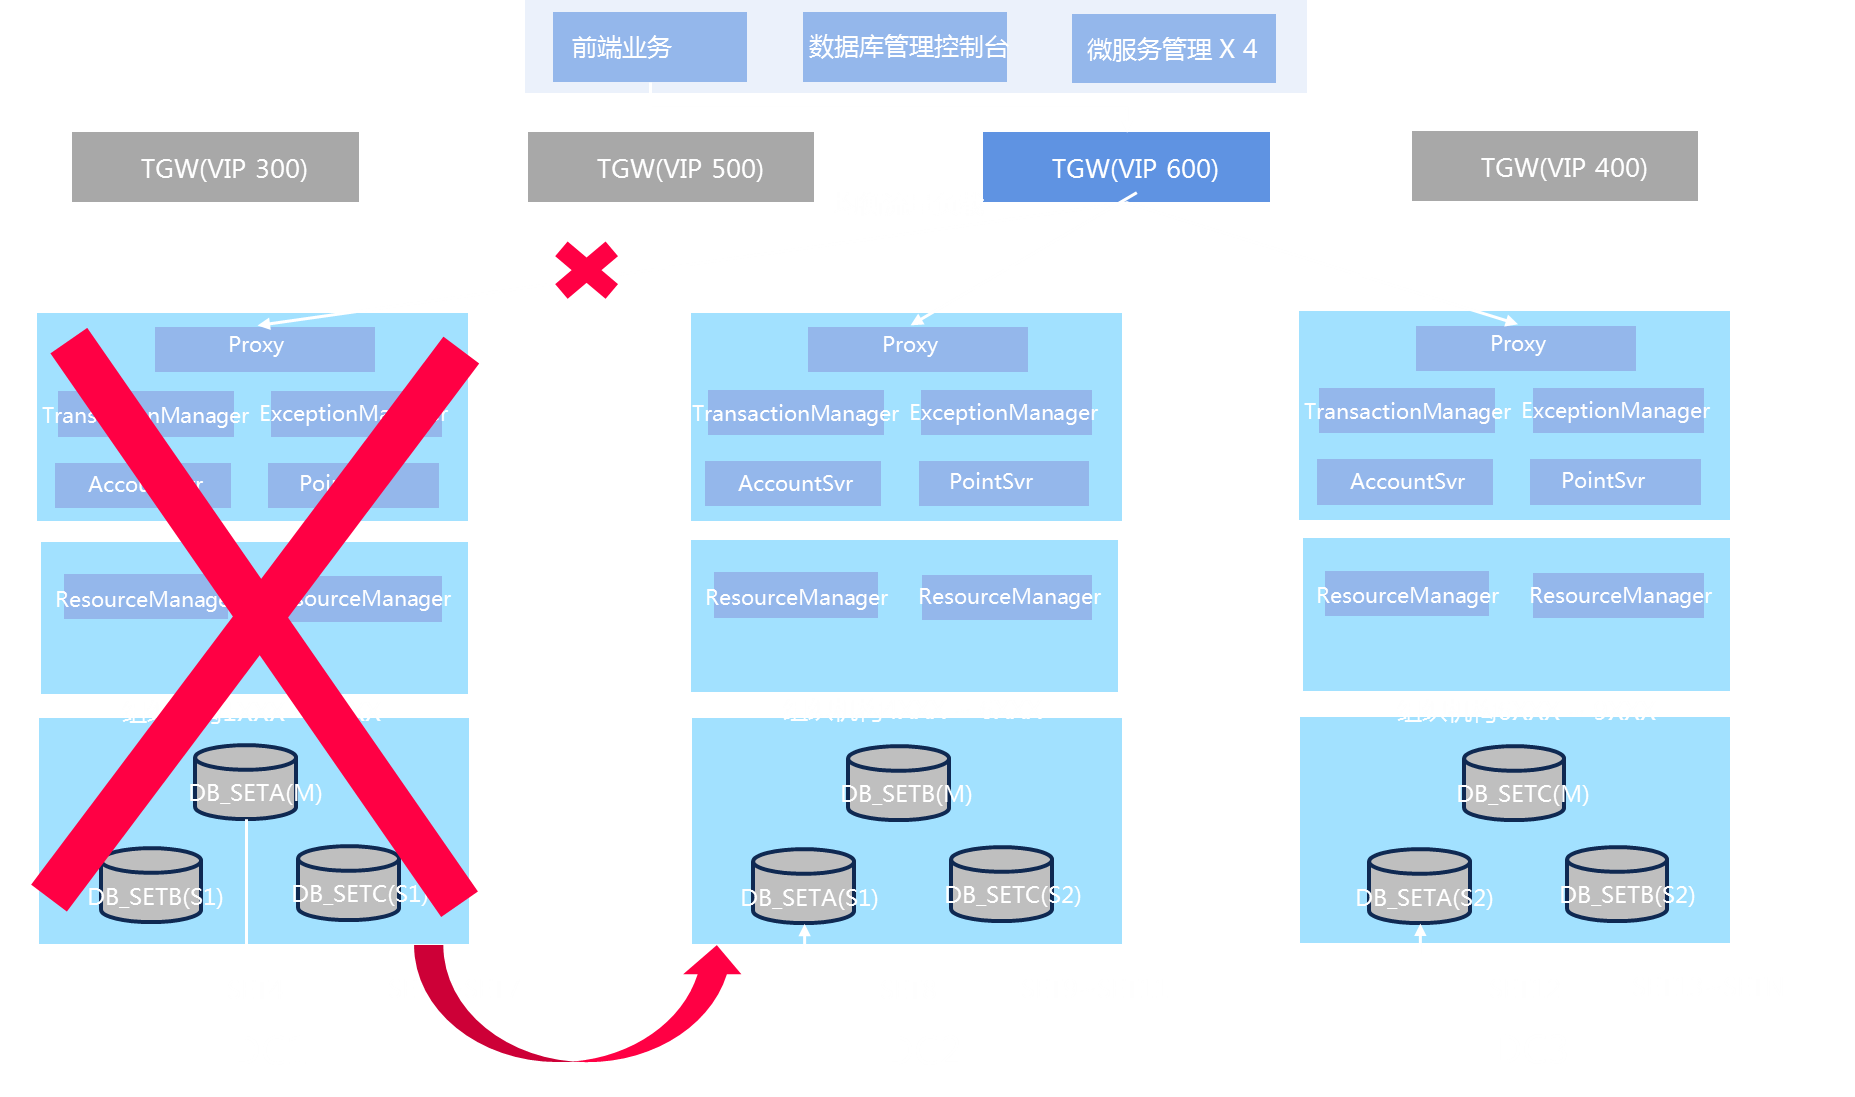 前端业务
数据库管理控制台
微服务管理 X 4
TGW(VIP 300)
TGW(VIP 500)
TGW(VIP 600)
TGW(VIP 400)
Proxy
TransactionManager
ExceptionManager
ResourceManager
DB_SETA(M)
DB_SETB(S1)
DB_SETC(S1)
Proxy
TransactionManager
ExceptionManager
AccountSvr
PointSvr
ResourceManager
ResourceManager
DB_SETB(M)
DB_SETA(S1)
DB_SETC(S2)
Proxy
TransactionManager
ExceptionManager
AccountSvr
PointSvr
ResourceManager
ResourceManager
DB_SETC(M)
DB_SETA(S2)
DB_SETB(S2)